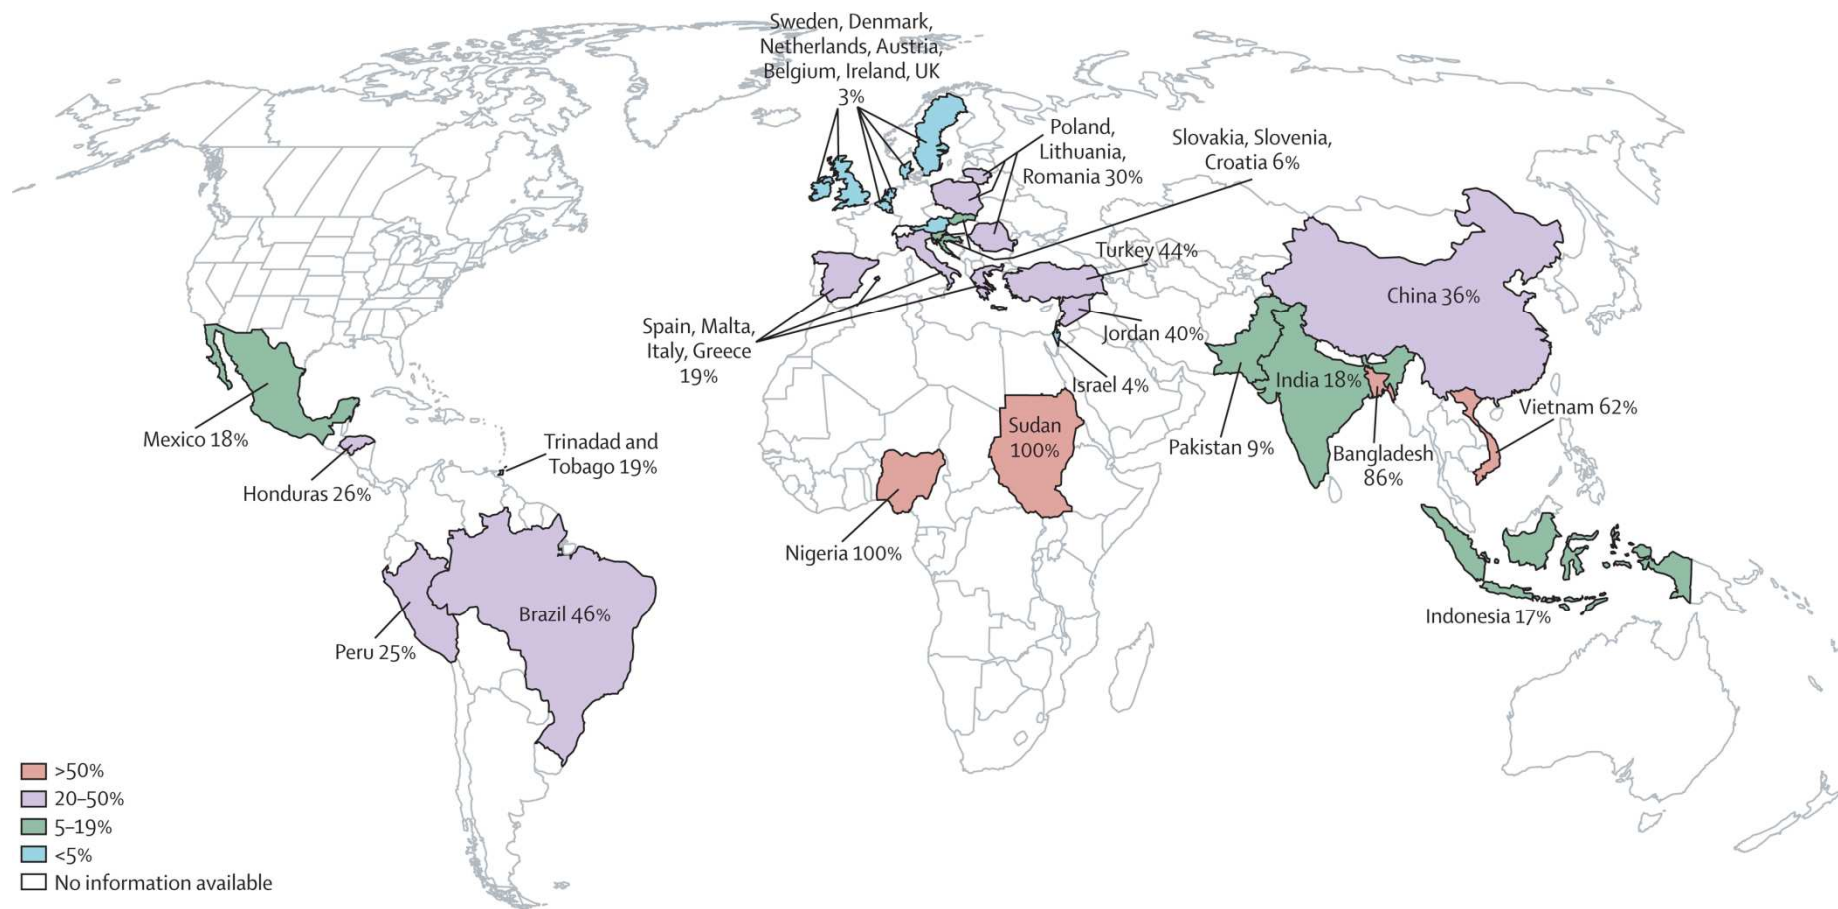 Sweden, Denmark,
Netherlands, Austria,
Belgium, Ireland, UK
3%
Poland,
Lithuania,
Romania 30%
Slovakia, Slovenia,
Croatia 6%
Turkey 44%
China 36%
Spain, Malta,
Italy, Greece
19%
Jordan 40%
Israel 4%
India 18%
Vietnam 62%
Mexico 18%
Trinadad and
Tobago 19%
Sudan
100%
Pakistan 9%
Bangladesh
86%
Honduras 26%
Nigeria 100%
Brazil 46%
Indonesia 17%
Peru 25%
>50%
20–50%
5–19%
<5%
No information available